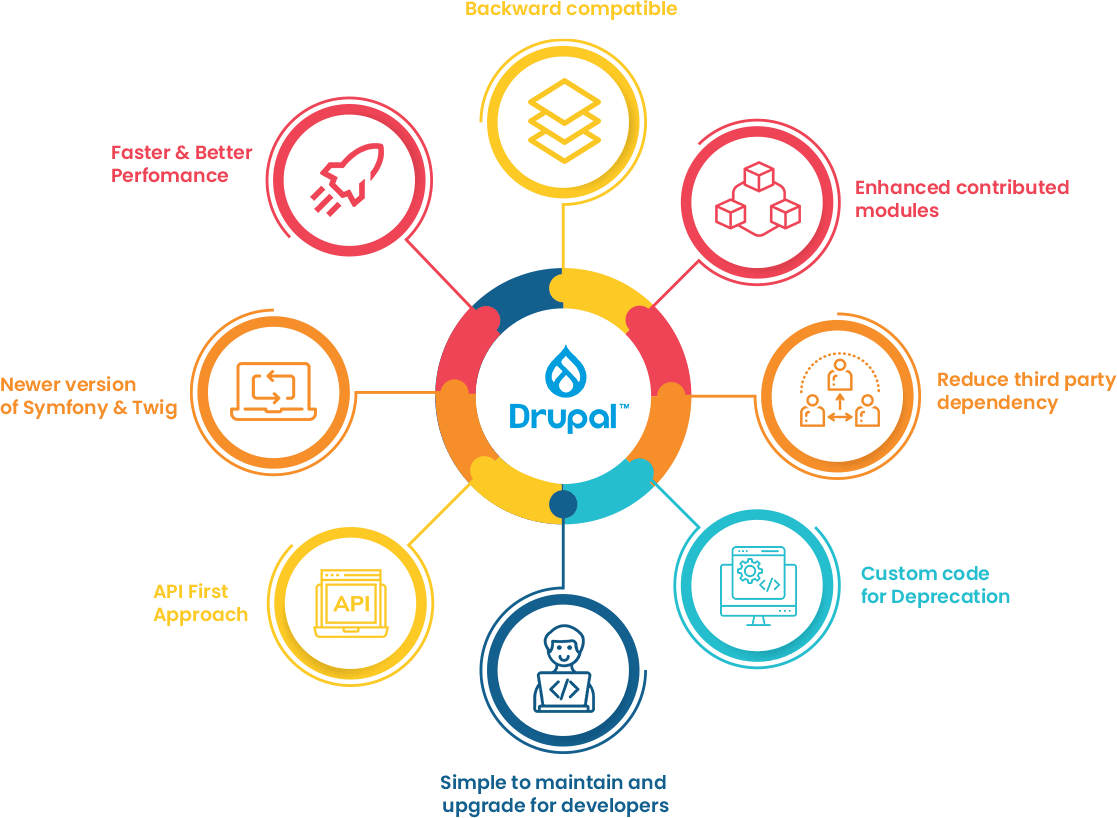 Backward compatible
Faster & Better
Perfomance
Enhanced contributed
modules
Newer version
of Symfony & Twig
Drupal™
Reduce third party
dependency
API First
Approach
API
</>
Custom code
for Deprecation
</>
Simple to maintain and
upgrade for developers